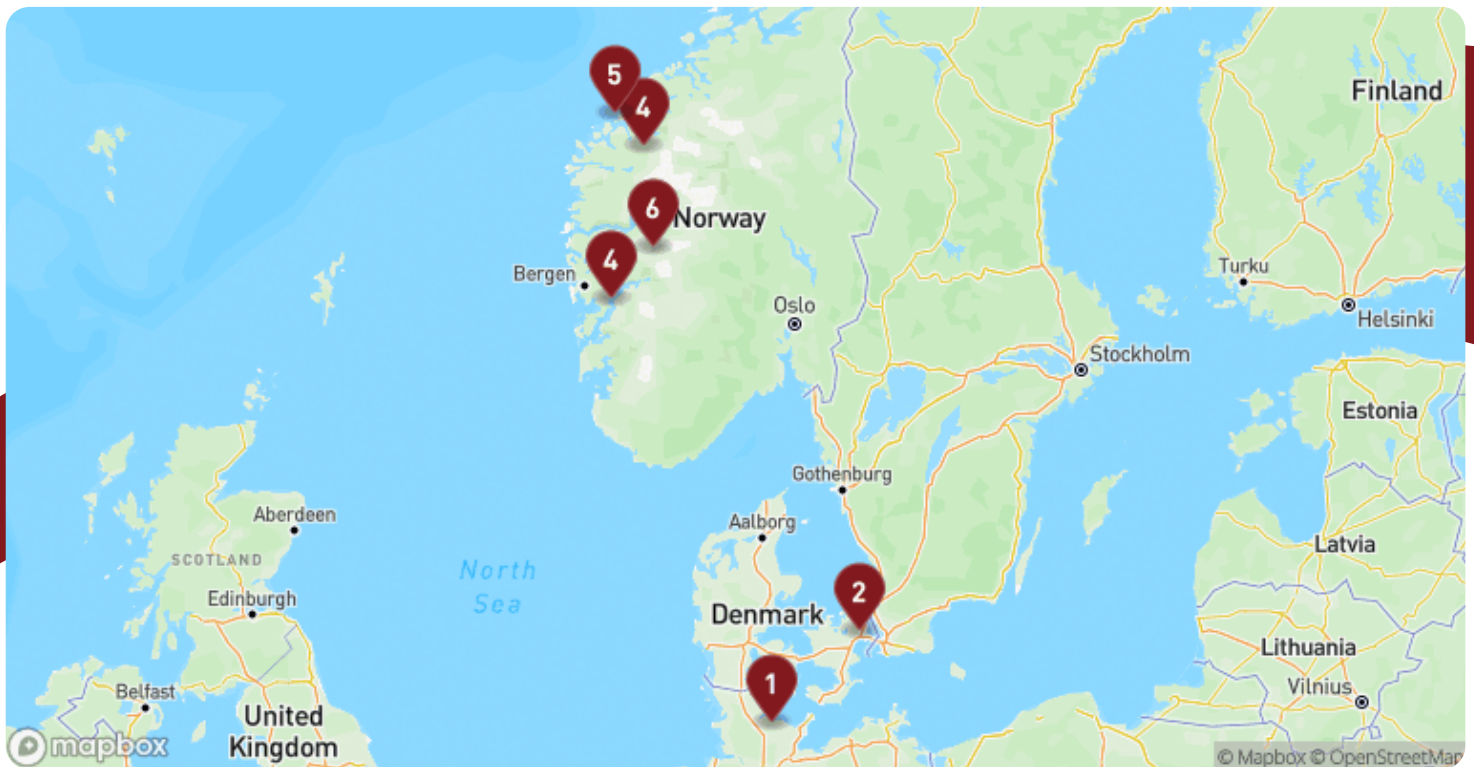 Finland
5
4
6
Norway
4
Bergen
Turku
Oslo
Helsinki
Stockholm
Estonia
Gothenburg
Aberdeen
Aalborg
SCOTLAND
Latvia
North
Sea
2
Edinburgh
Denmark
Lithuania
1
Belfast
Vilnius
United
Kingdom
mapbox
© Mapbox © OpenStreetMap